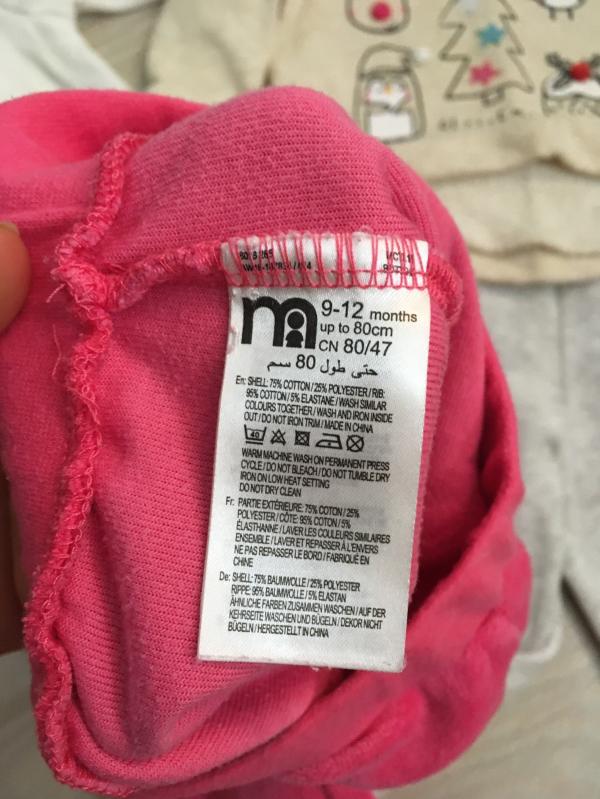 m
9-12 months
up to 80cm
CN 80/47
حتى طول 80 سم
En: SHELL: 75% COTTON / 25% POLYESTER / RIB:
95% COTTON / 5% ELASTANE / WASH SIMILAR
COLOURS TOGETHER / WASH AND IRON INSIDE
OUT / DO NOT IRON TRIM / MADE IN CHINA
40
WARM MACHINE WASH ON PERMANENT PRESS
CYCLE / DO NOT BLEACH / DO NOT TUMBLE DRY
IRON ON LOW HEAT SETTING
DO NOT DRY CLEAN
Fr: PARTIE EXTÉRIEURE: 75% COTON / 25%
POLYESTER / CÔTE: 95% COTON / 5%
ÉLASTHANNE / LAVER LES COULEURS SIMILAIRES
ENSEMBLE / LAVER ET REPASSER À L'ENVERS
NE PAS REPASSER LE BORD / FABRIQUÉ EN
CHINE
De: SHELL: 75% BAUMWOLLE / 25% POLYESTER
RIPPE: 95% BAUMWOLLE / 5% ELASTAN
ÄHNLICHE FARBEN ZUSAMMEN WASCHEN / AUF DER
KEHRSEITE WASCHEN UND BÜGELN / DEKOR NICHT
BÜGELN / HERGESTELLT IN CHINA